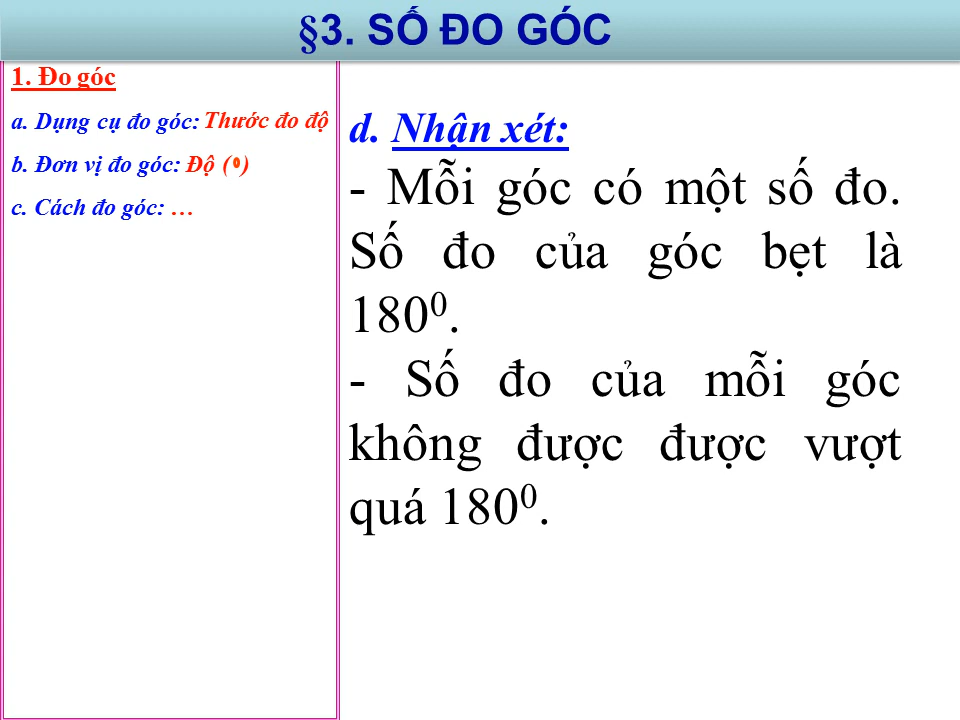 §3. SỐ ĐO GÓC
1. Đo góc
a. Dụng cụ đo góc: Thước đo độ
b. Đơn vị đo góc: Độ (⁰)
c. Cách đo góc: …
d. Nhận xét:
- Mỗi góc có một số đo.
Số đo của góc bẹt là
180⁰.
- Số đo của mỗi góc
không được được vượt
quá 180⁰.